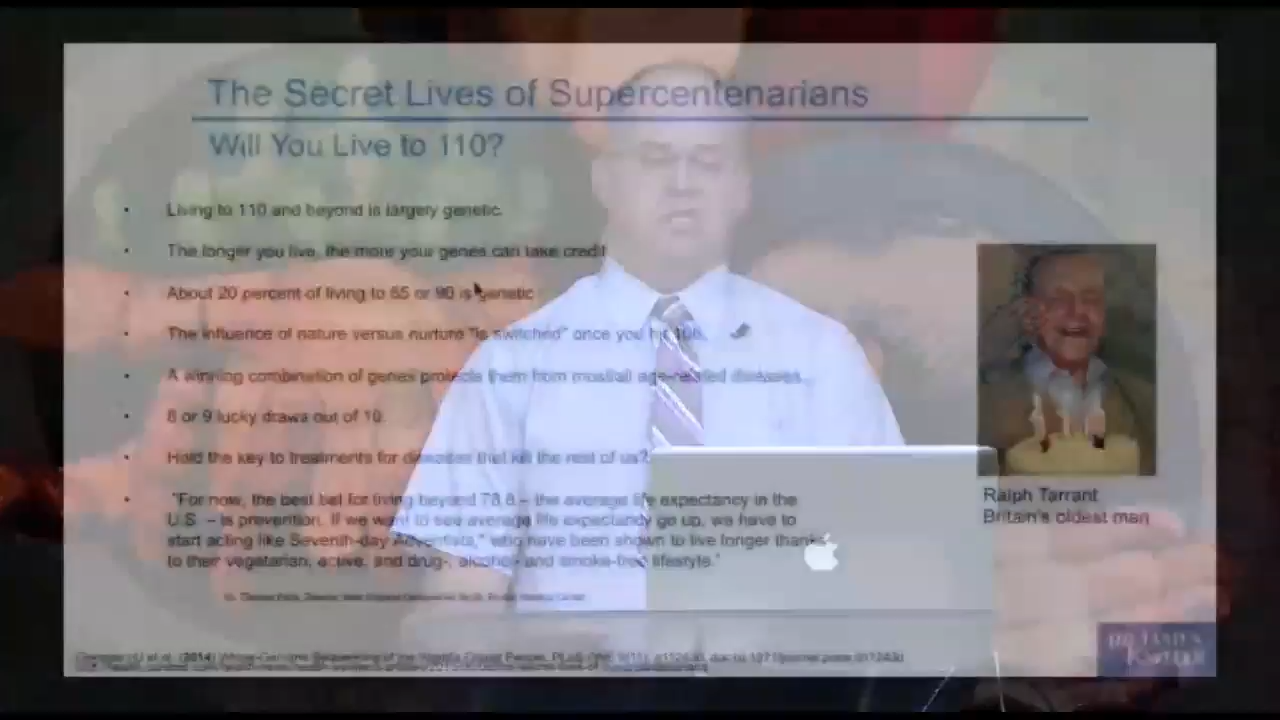 The Secret Lives of Supercentenarians
Will You Live to 110?
• Living to 110 and beyond is largely genetic.
• The longer you live, the more your genes can take credit
• About 20 percent of living to 85 or 90 is genetic
• The influence of nature versus nurture "is switched" once you hit 106.
• A winning combination of genes protects them from most/all age-related diseases.
• 8 or 9 lucky draws out of 10.
• Hold the key to treatments for diseases that kill the rest of us?
• "For now, the best bet for living beyond 78.8 – the average life expectancy in the
U.S. – is prevention. If we want to see average life expectancy go up, we have to
start acting like Seventh-day Adventists," who have been shown to live longer thanks
to their vegetarian, active, and drug-, alcohol- and smoke-free lifestyle."
Ralph Tarrant
Britain's oldest man
et al. (2014)